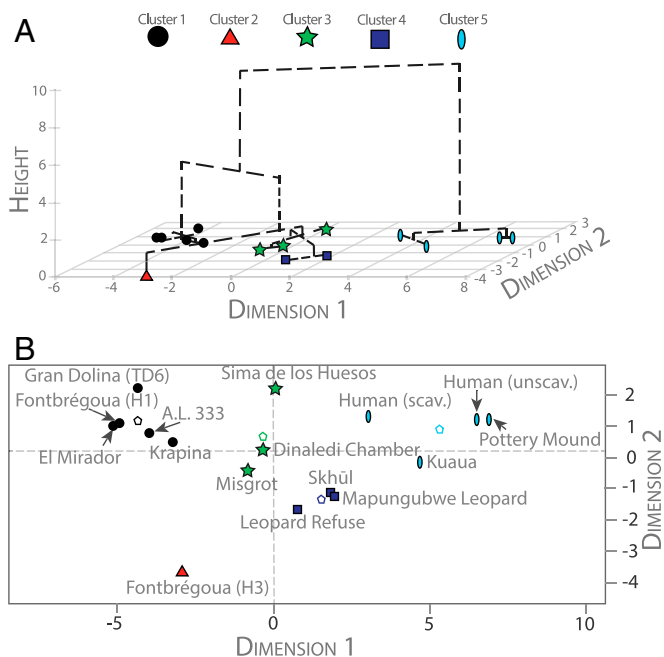 A
Cluster 1 Cluster 2 Cluster 3 Cluster 4 Cluster 5
HEIGHT
10
8
6
4
2
0
-6 -4 -2 0 2 4 6 8
DIMENSION 1
-4 -3 -2 -1 0 1 2 3
DIMENSION 2
B
Gran Dolina (TD6)
Fontbrégoua (H1)
A.L. 333
El Mirador
Krapina
Sima de los Huesos
Human (scav.)
Human (unscav.)
Pottery Mound
Dinaledi Chamber
Kuaua
Misgrot
Skhūl
Mapungubwe Leopard
Leopard Refuse
Fontbrégoua (H3)
2
1
0
-1
-2
-3
-4
DIMENSION 2
-5 0 5 10
DIMENSION 1